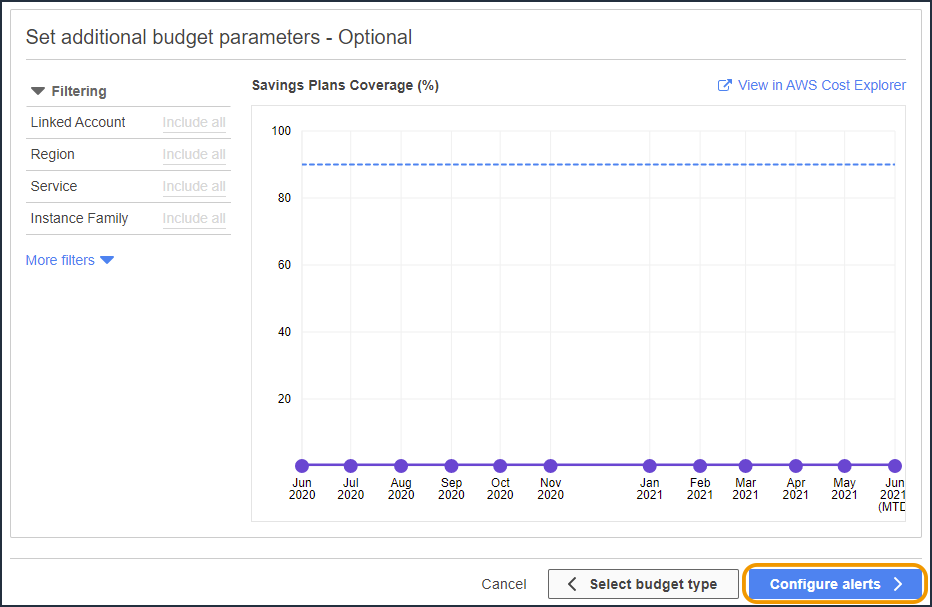 Set additional budget parameters - Optional
Filtering
Linked Account Include all
Region Include all
Service Include all
Instance Family Include all
More filters
Savings Plans Coverage (%)
View in AWS Cost Explorer
100
80
60
40
20
Jun 2020
Jul 2020
Aug 2020
Sep 2020
Oct 2020
Nov 2020
Jan 2021
Feb 2021
Mar 2021
Apr 2021
May 2021
Jun 2021 (MTD
Cancel
Select budget type
Configure alerts